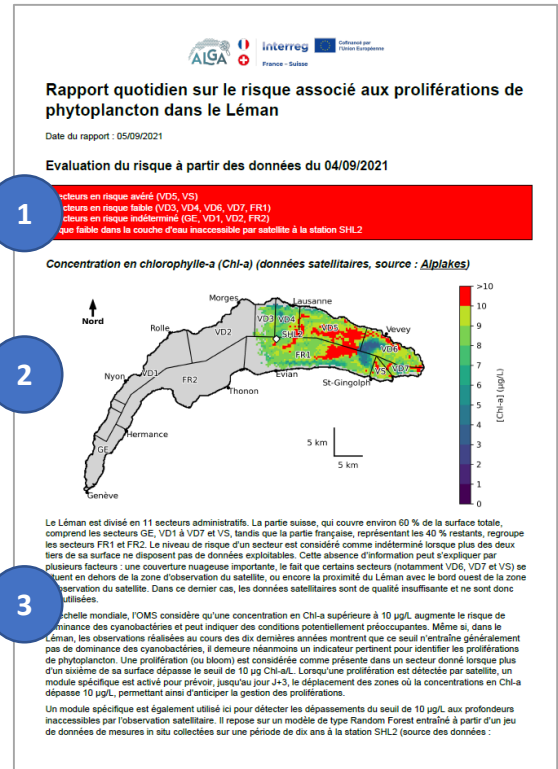 ALGA
Interreg
Cofinancé par
l'Union Européenne
France - Suisse
Rapport quotidien sur le risque associé aux proliférations de
phytoplancton dans le Léman
Date du rapport : 05/09/2021
Evaluation du risque à partir des données du 04/09/2021
1
ecteurs en risque avéré (VD5, VS)
ecteurs en risque faible (VD3, VD4, VD6, VD7, FR1)
ecteurs en risque indéterminé (GE, VD1, VD2, FR2)
que faible dans la couche d'eau inaccessible par satellite à la station SHL2
Concentration en chlorophylle-a (Chl-a) (données satellitaires, source : Alplakes)
2
Nord
Morges
Lausanne
VD3
VD4
Rolle
VD2
SHL2
VD5
Vevey
VD6
FR1
Nyon
VD1
FR2
Evian
St-Gingolph
VS
VD7
Thonon
Hermance
GE
Genève
5 km
5 km
>10
10
9
8
7
6
5
4
3
2
1
0
[Chl-a] (µg/L)
Le Léman est divisé en 11 secteurs administratifs. La partie suisse, qui couvre environ 60 % de la surface totale,
comprend les secteurs GE, VD1 à VD7 et VS, tandis que la partie française, représentant les 40 % restants, regroupe
les secteurs FR1 et FR2. Le niveau de risque d'un secteur est considéré comme indéterminé lorsque plus des deux
tiers de sa surface ne disposent pas de données exploitables. Cette absence d'information peut s'expliquer par
plusieurs facteurs : une couverture nuageuse importante, le fait que certains secteurs (notamment VD6, VD7 et VS) se
tuent en dehors de la zone d'observation du satellite, ou encore la proximité du Léman avec le bord ouest de la zone
observation du satellite. Dans ce dernier cas, les données satellitaires sont de qualité insuffisante et ne sont donc
utilisées.
3
échelle mondiale, l'OMS considère qu'une concentration en Chl-a supérieure à 10 µg/L augmente le risque de
minance des cyanobactéries et peut indiquer des conditions potentiellement préoccupantes. Même si, dans le
Léman, les observations réalisées au cours des dix dernières années montrent que ce seuil n'entraîne généralement
pas de dominance des cyanobactéries, il demeure néanmoins un indicateur pertinent pour identifier les proliférations
de phytoplancton. Une prolifération (ou bloom) est considérée comme présente dans un secteur donné lorsque plus
d'un sixième de sa surface dépasse le seuil de 10 µg Chl-a/L. Lorsqu'une prolifération est détectée par satellite, un
module spécifique est activé pour prévoir, jusqu'au jour J+3, le déplacement des zones où la concentrations en Chl-a
dépasse 10 µg/L, permettant ainsi d'anticiper la gestion des proliférations.
Un module spécifique est également utilisé ici pour détecter les dépassements du seuil de 10 µg/L aux profondeurs
inaccessibles par l'observation satellitaire. Il repose sur un modèle de type Random Forest entraîné à partir d'un jeu
de données de mesures in situ collectées sur une période de dix ans à la station SHL2 (source des données :